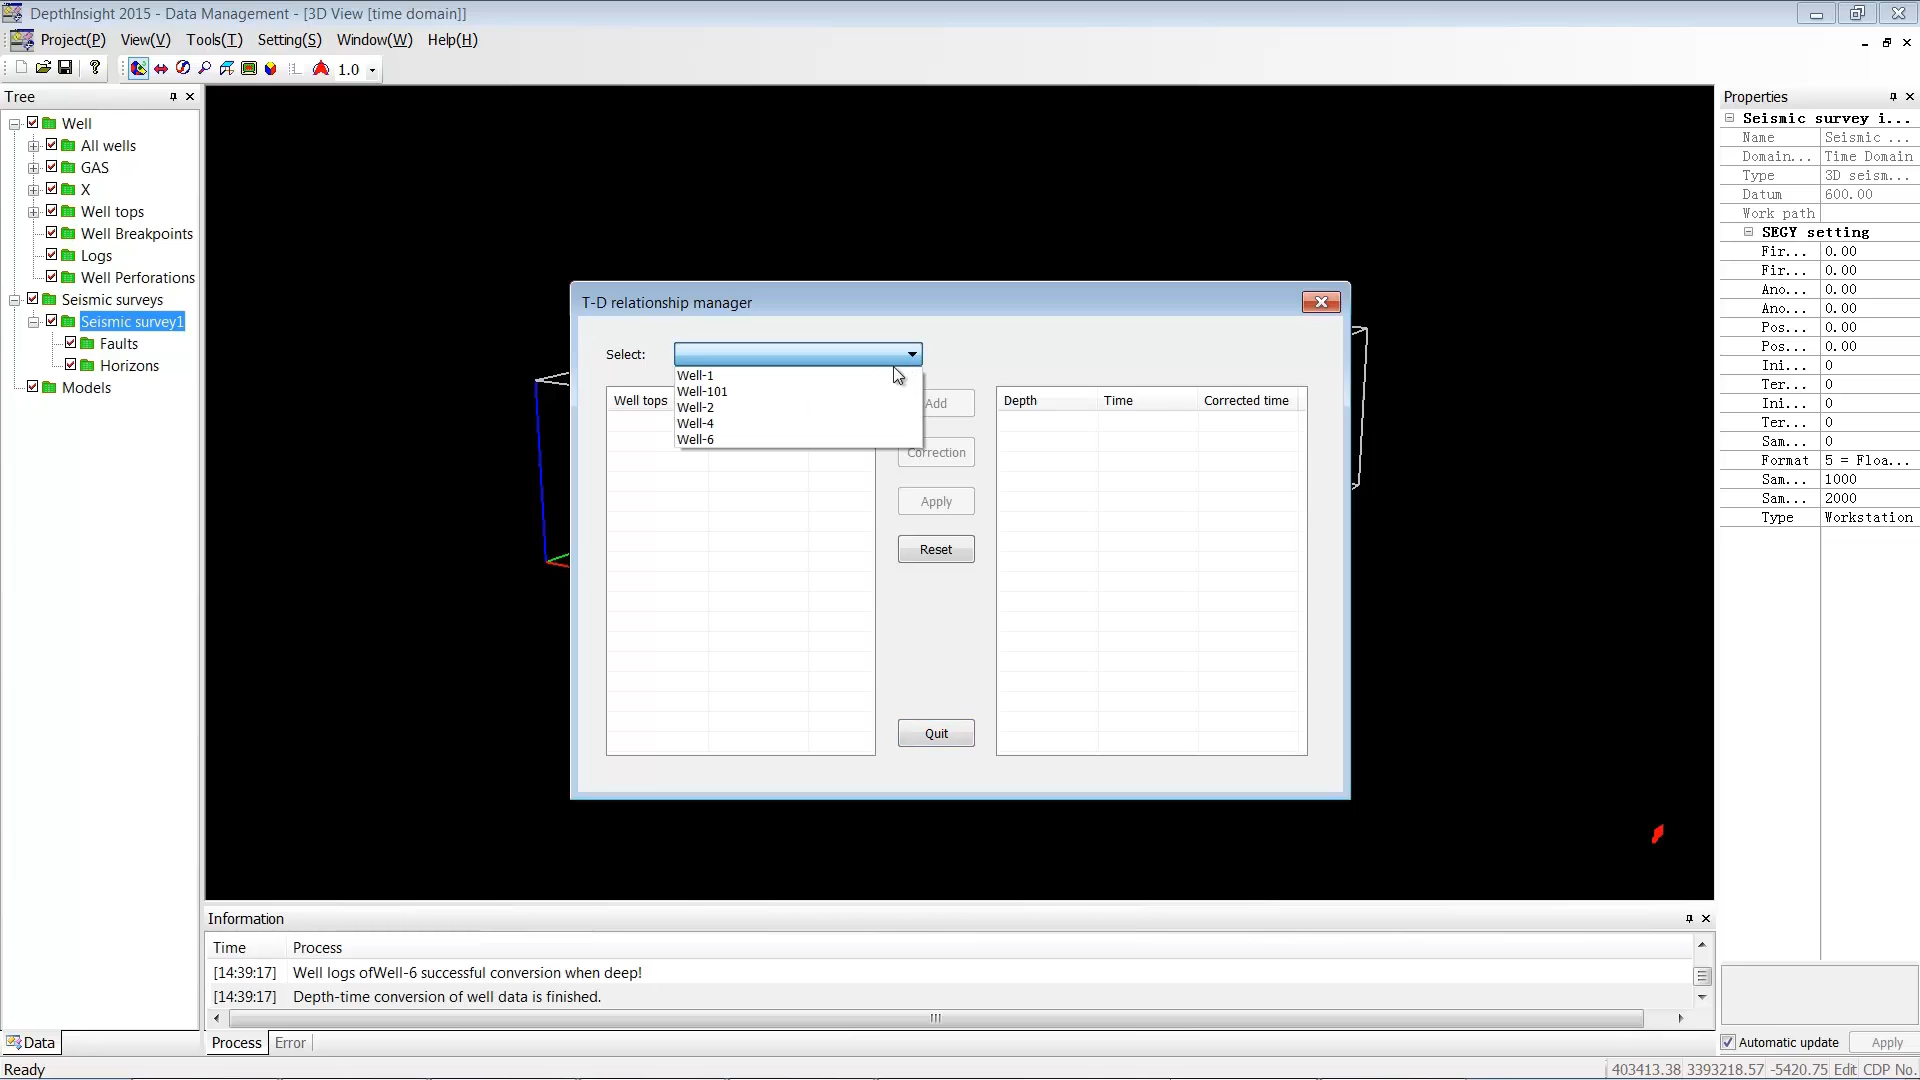 DepthInsight 2015 - Data Management - [3D View [time domain]]
Project(P) View(V) Tools(T) Setting(S) Window(W) Help(H)
1.0
Tree
Well
All wells
GAS
X
Well tops
Well Breakpoints
Logs
Well Perforations
Seismic surveys
Seismic survey1
Faults
Horizons
Models
Data
T-D relationship manager
Select:
Well-1
Well-101
Well-2
Well-4
Well-6
Well tops
Add
Correction
Apply
Reset
Quit
Depth Time Corrected time
Information
Time Process
[14:39:17] Well logs ofWell-6 successful conversion when deep!
[14:39:17] Depth-time conversion of well data is finished.
Process Error
Properties
Seismic survey i...
Name Seismic ...
Domain... Time Domain
Type 3D seism...
Datum 600.00
Work path
SEGY setting
Fir... 0.00
Fir... 0.00
Ano... 0.00
Ano... 0.00
Pos... 0.00
Pos... 0.00
Ini... 0
Ter... 0
Ini... 0
Ter... 0
Sam... 0
Format 5 = Floa...
Sam... 1000
Sam... 2000
Type Workstation
Automatic update Apply
Ready
403413.38 3393218.57 -5420.75 Edit CDP No.